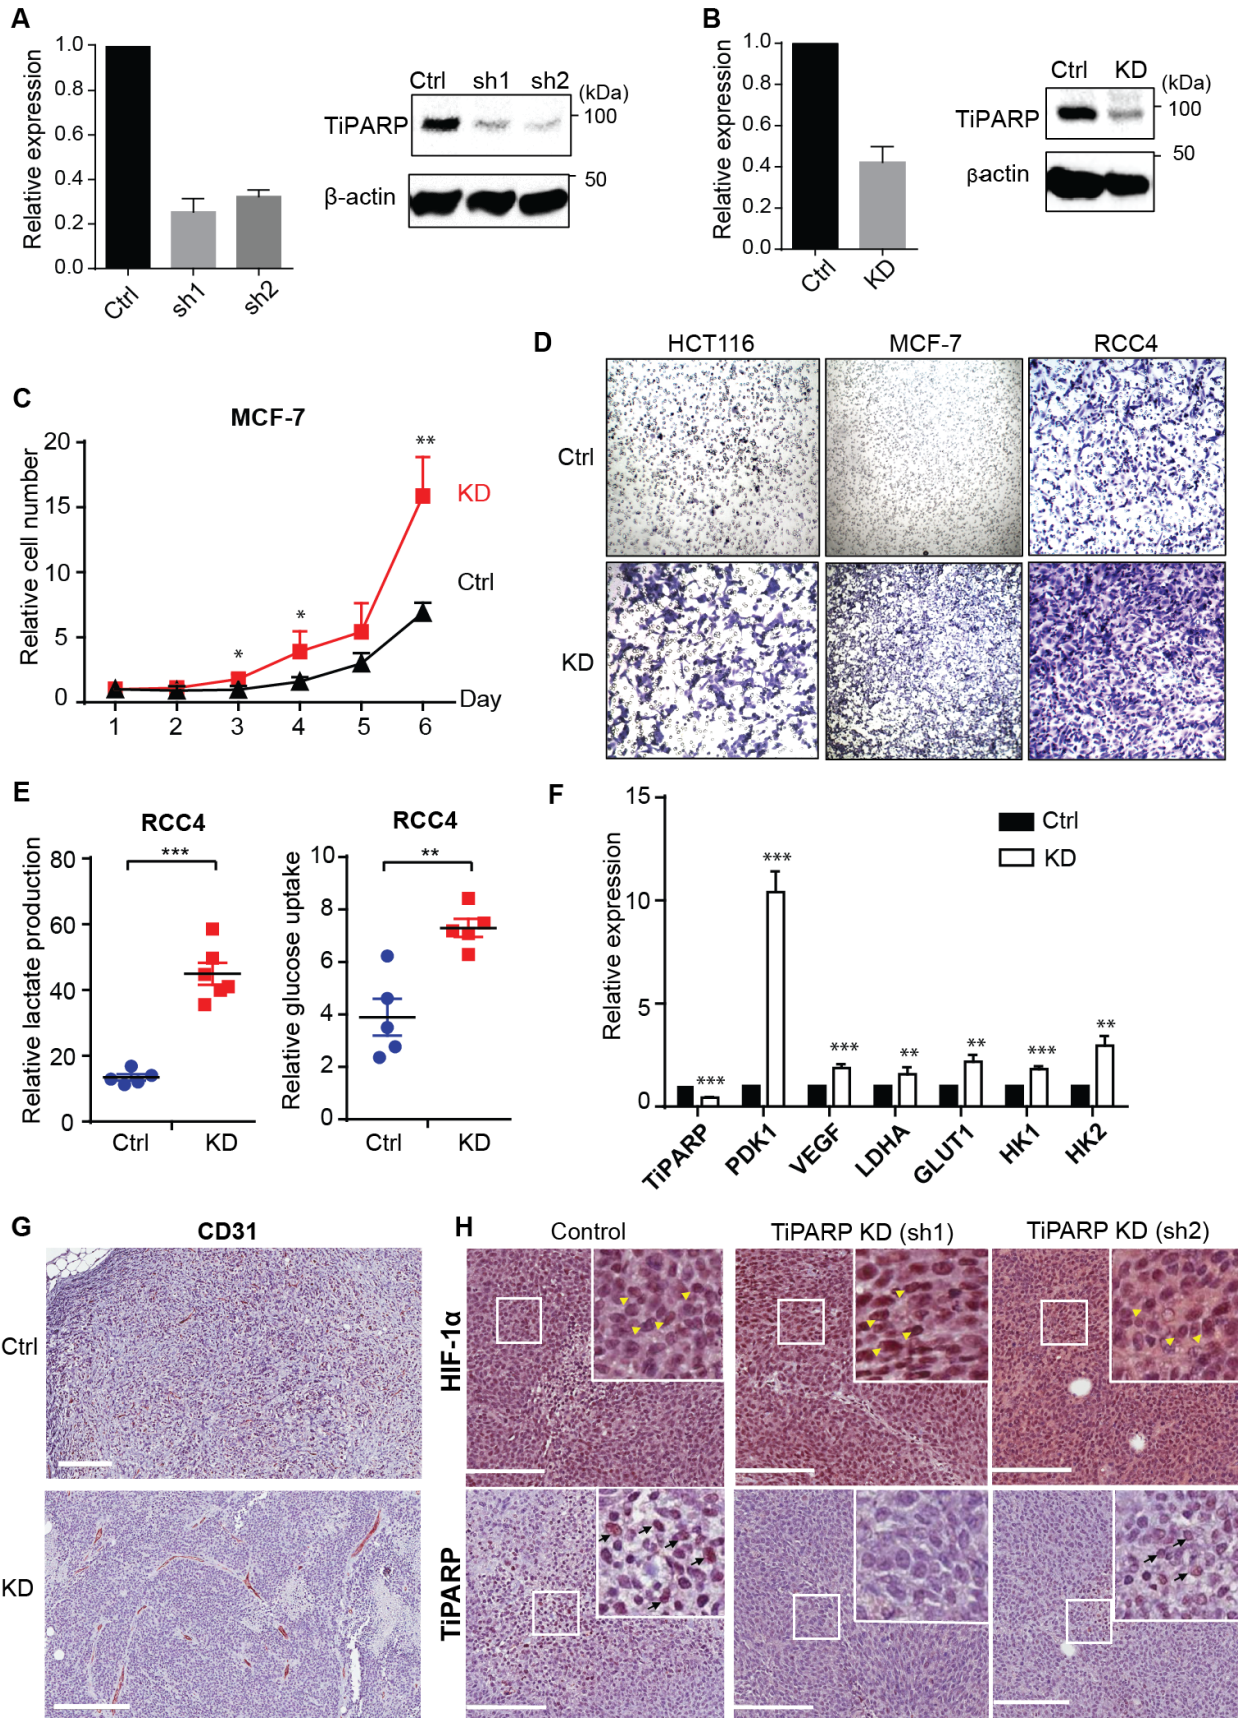 A
Relative expression
1.0
0.8
0.6
0.4
0.2
0.0
Ctrl
sh1
sh2
Ctrl sh1 sh2 (kDa)
TiPARP
100
50
β-actin
B
Relative expression
1.0
0.8
0.6
0.4
0.2
0.0
Ctrl
KD
Ctrl KD (kDa)
TiPARP
100
50
βactin
C
MCF-7
Relative cell number
20
15
10
5
0
* * **
KD
Ctrl
Day
1 2 3 4 5 6
D
HCT116 MCF-7 RCC4
Ctrl
KD
E
RCC4
***
Relative lactate production
80
60
40
20
0
Ctrl KD
RCC4
**
Relative glucose uptake
10
8
6
4
2
0
Ctrl KD
F
Relative expression
15
10
5
0
Ctrl
KD
*** *** *** ** ** *** **
TiPARP
PDK1
VEGF
LDHA
GLUT1
HK1
HK2
G
CD31
Ctrl
KD
H
Control TiPARP KD (sh1) TiPARP KD (sh2)
HIF-1α
TiPARP